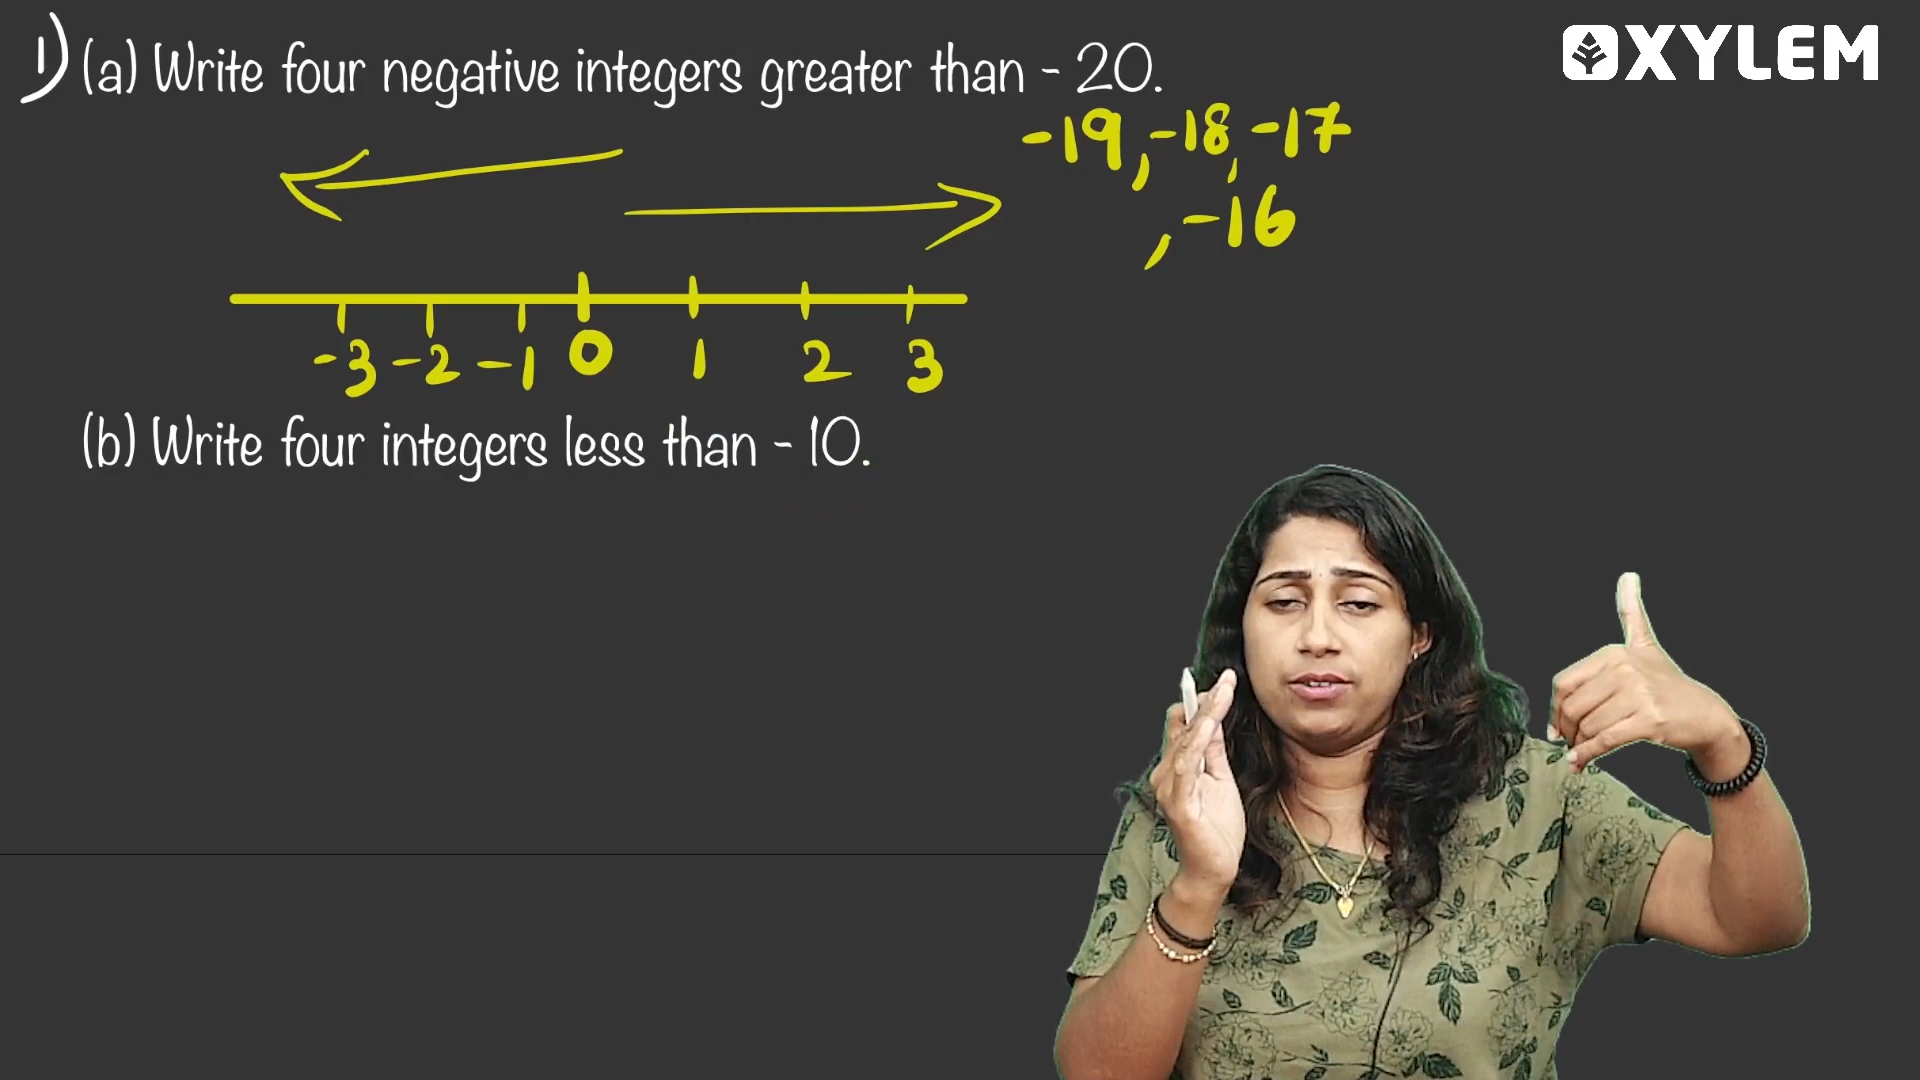 1) (a) Write four negative integers greater than - 20.
XYLEM
-19, -18, -17
, -16
-3 -2 -1 0 1 2 3
(b) Write four integers less than - 10.